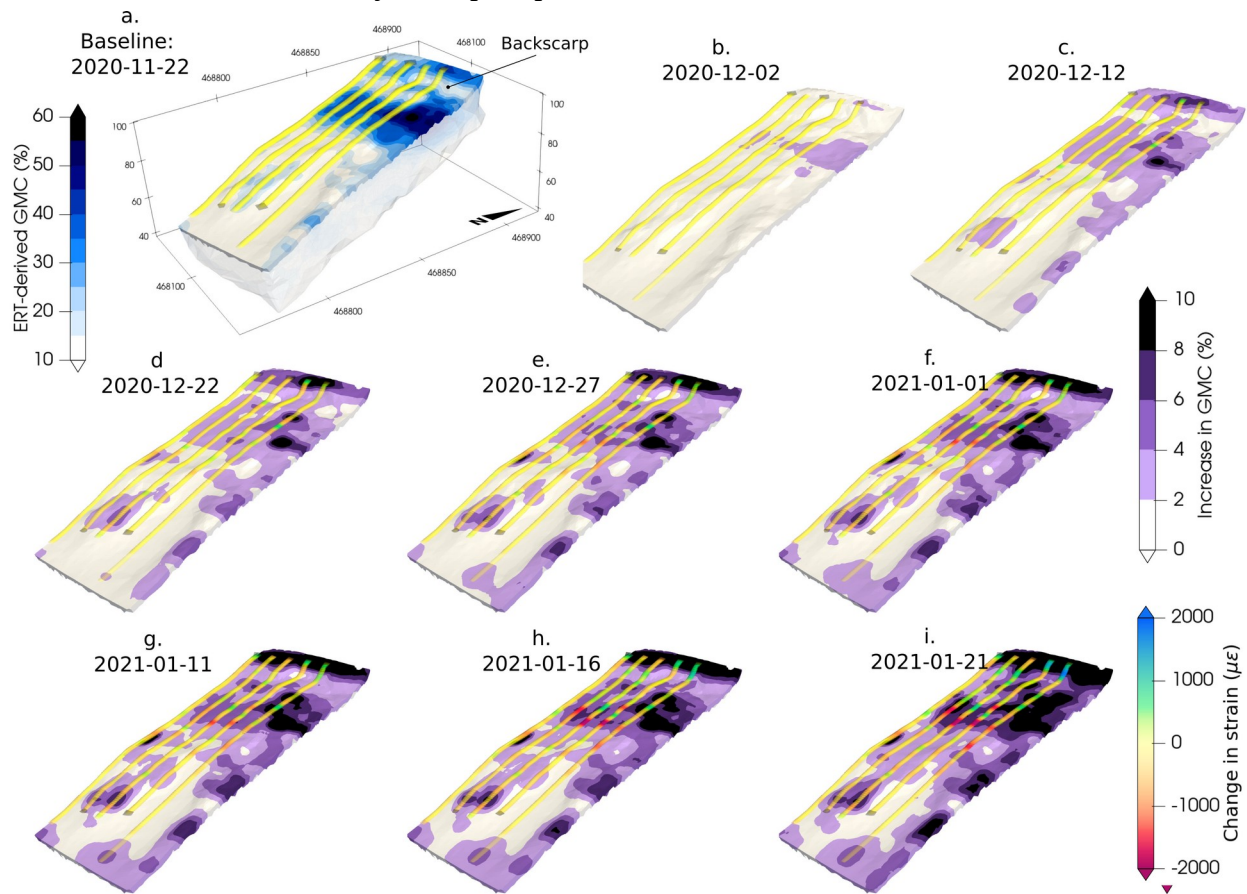 a.
Baseline:
2020-11-22
468900
468850
468800
468100
Backscarp
100
80
60
40
100
80
60
40
N
468900
468850
468800
468100
60
50
40
30
20
10
ERT-derived GMC (%)
b.
2020-12-02
c.
2020-12-12
d
2020-12-22
e.
2020-12-27
f.
2021-01-01
10
8
6
4
2
0
Increase in GMC (%)
g.
2021-01-11
h.
2021-01-16
i.
2021-01-21
2000
1000
0
-1000
-2000
Change in strain (με)